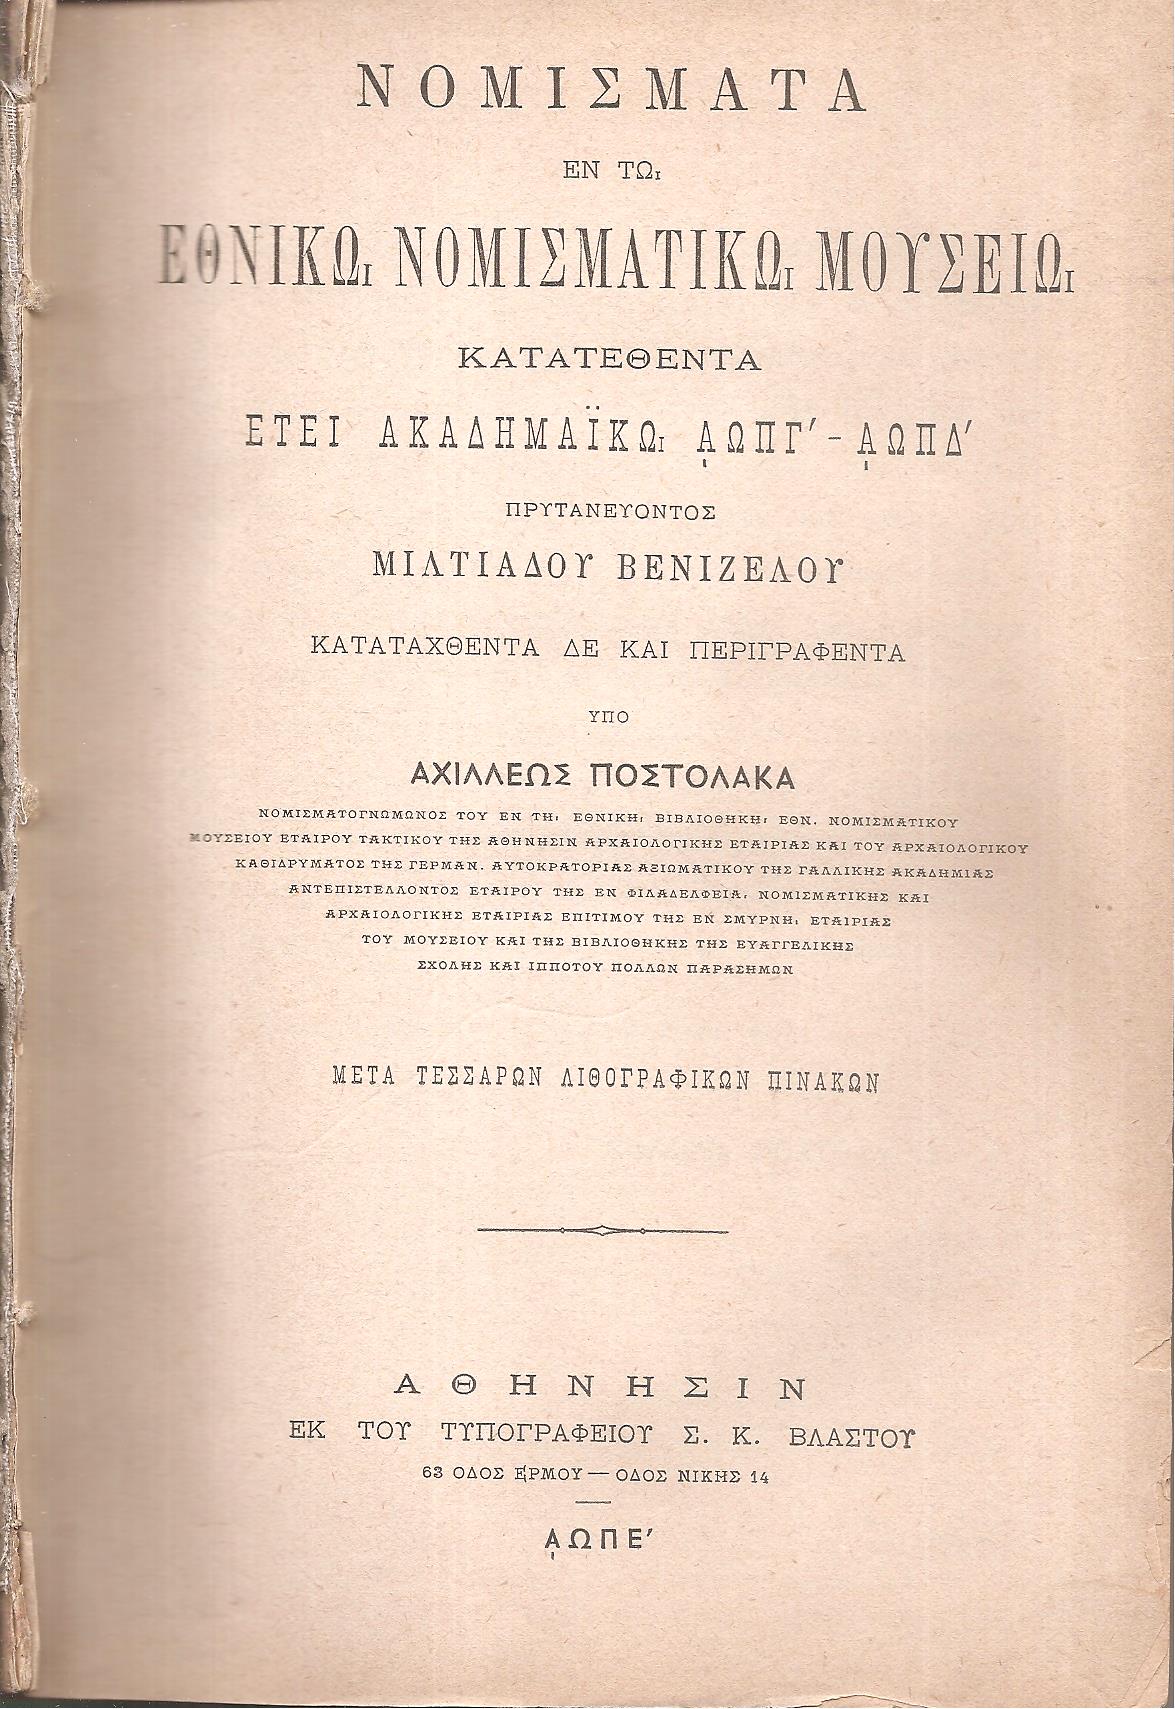 ΝΟΜΙΣΜΑΤΑ
ΕΝ ΤΩι
ΕΘΝΙΚΩι ΝΟΜΙΣΜΑΤΙΚΩι ΜΟΥΣΕΙΩι
ΚΑΤΑΤΕΘΕΝΤΑ
ΕΤΕΙ ΑΚΑΔΗΜΑΪΚΩι ͵ΑΩΠΓʹ-͵ΑΩΠΔʹ
ΠΡΥΤΑΝΕΥΟΝΤΟΣ
ΜΙΛΤΙΑΔΟΥ ΒΕΝΙΖΕΛΟΥ
ΚΑΤΑΤΑΧΘΕΝΤΑ ΔΕ ΚΑΙ ΠΕΡΙΓΡΑΦΕΝΤΑ
ΥΠΟ
ΑΧΙΛΛΕΩΣ ΠΟΣΤΟΛΑΚΑ
ΝΟΜΙΣΜΑΤΟΓΝΩΜΩΝΟΣ ΤΟΥ ΕΝ ΤΗι ΕΘΝΙΚΗι ΒΙΒΛΙΟΘΗΚΗι ΕΘΝ. ΝΟΜΙΣΜΑΤΙΚΟΥ
ΜΟΥΣΕΙΟΥ ΕΤΑΙΡΟΥ ΤΑΚΤΙΚΟΥ ΤΗΣ ΑΘΗΝΗΣΙΝ ΑΡΧΑΙΟΛΟΓΙΚΗΣ ΕΤΑΙΡΙΑΣ ΚΑΙ ΤΟΥ ΑΡΧΑΙΟΛΟΓΙΚΟΥ
ΚΑΘΙΔΡΥΜΑΤΟΣ ΤΗΣ ΓΕΡΜΑΝ. ΑΥΤΟΚΡΑΤΟΡΙΑΣ ΑΞΙΩΜΑΤΙΚΟΥ ΤΗΣ ΓΑΛΛΙΚΗΣ ΑΚΑΔΗΜΙΑΣ
ΑΝΤΕΠΙΣΤΕΛΛΟΝΤΟΣ ΕΤΑΙΡΟΥ ΤΗΣ ΕΝ ΦΙΛΑΔΕΛΦΕΙΑι ΝΟΜΙΣΜΑΤΙΚΗΣ ΚΑΙ
ΑΡΧΑΙΟΛΟΓΙΚΗΣ ΕΤΑΙΡΙΑΣ ΕΠΙΤΙΜΟΥ ΤΗΣ ΕΝ ΣΜΥΡΝΗι ΕΤΑΙΡΙΑΣ
ΤΟΥ ΜΟΥΣΕΙΟΥ ΚΑΙ ΤΗΣ ΒΙΒΛΙΟΘΗΚΗΣ ΤΗΣ ΕΥΑΓΓΕΛΙΚΗΣ
ΣΧΟΛΗΣ ΚΑΙ ΙΠΠΟΤΟΥ ΠΟΛΛΩΝ ΠΑΡΑΣΗΜΩΝ
ΜΕΤΑ ΤΕΣΣΑΡΩΝ ΛΙΘΟΓΡΑΦΙΚΩΝ ΠΙΝΑΚΩΝ
ΑΘΗΝΗΣΙΝ
ΕΚ ΤΟΥ ΤΥΠΟΓΡΑΦΕΙΟΥ Σ. Κ. ΒΛΑΣΤΟΥ
63 ΟΔΟΣ ΕΡΜΟΥ — ΟΔΟΣ ΝΙΚΗΣ 14
͵ΑΩΠΕʹ